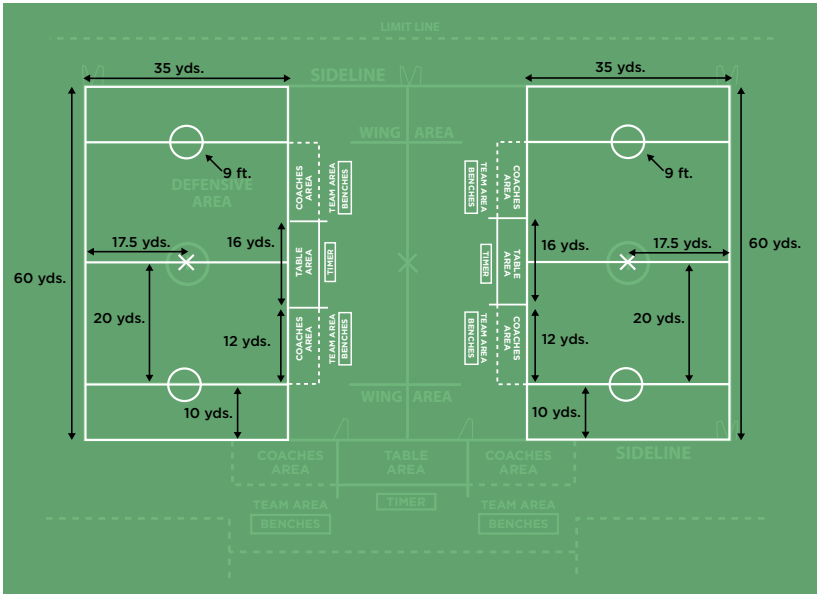 LIMIT LINE
35 yds.
SIDELINE
35 yds.
WING AREA
9 ft.
9 ft.
DEFENSIVE
AREA
COACHES
AREA
TEAM AREA
BENCHES
BENCHES
TEAM AREA
COACHES
AREA
17.5 yds.
16 yds.
TABLE
AREA
TIMER
TIMER
TABLE
AREA
16 yds.
17.5 yds.
60 yds.
60 yds.
20 yds.
12 yds.
COACHES
AREA
TEAM AREA
BENCHES
BENCHES
TEAM AREA
COACHES
AREA
12 yds.
20 yds.
10 yds.
WING AREA
10 yds.
SIDELINE
COACHES
AREA
TABLE
AREA
COACHES
AREA
TEAM AREA
BENCHES
TIMER
TEAM AREA
BENCHES